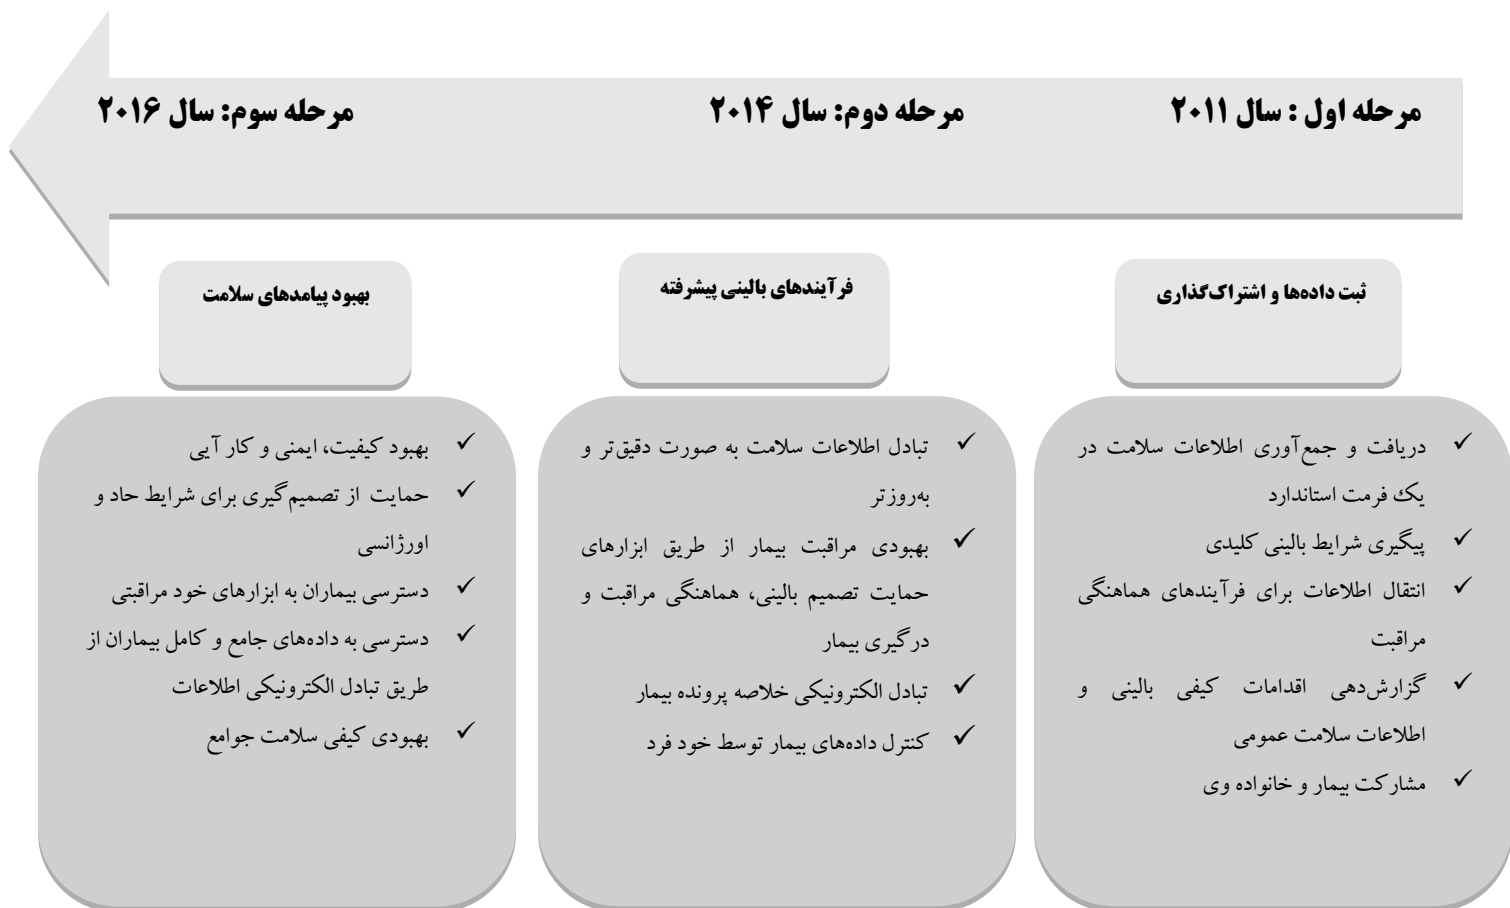 مرحله اول : سال ۲۰۱۱
مرحله دوم: سال ۲۰۱۴
مرحله سوم: سال ۲۰۱۶
ثبت داده‌ها و اشتراک‌گذاری
✓ دریافت و جمع‌آوری اطلاعات سلامت در
یک فرمت استاندارد
✓ پیگیری شرایط بالینی کلیدی
✓ انتقال اطلاعات برای فرآیندهای هماهنگی
مراقبت
✓ گزارش‌دهی اقدامات کیفی بالینی و
اطلاعات سلامت عمومی
✓ مشارکت بیمار و خانواده وی
فرآیندهای بالینی پیشرفته
✓ تبادل اطلاعات سلامت به صورت دقیق‌تر و
به‌روزتر
✓ بهبودی مراقبت بیمار از طریق ابزارهای
حمایت تصمیم بالینی، هماهنگی مراقبت و
درگیری بیمار
✓ تبادل الکترونیکی خلاصه پرونده بیمار
✓ کنترل داده‌های بیمار توسط خود فرد
بهبود پیامدهای سلامت
✓ بهبود کیفیت، ایمنی و کار آیی
✓ حمایت از تصمیم‌گیری برای شرایط حاد و
اورژانسی
✓ دسترسی بیماران به ابزارهای خود مراقبتی
✓ دسترسی به داده‌های جامع و کامل بیماران از
طریق تبادل الکترونیکی اطلاعات
✓ بهبودی کیفی سلامت جوامع